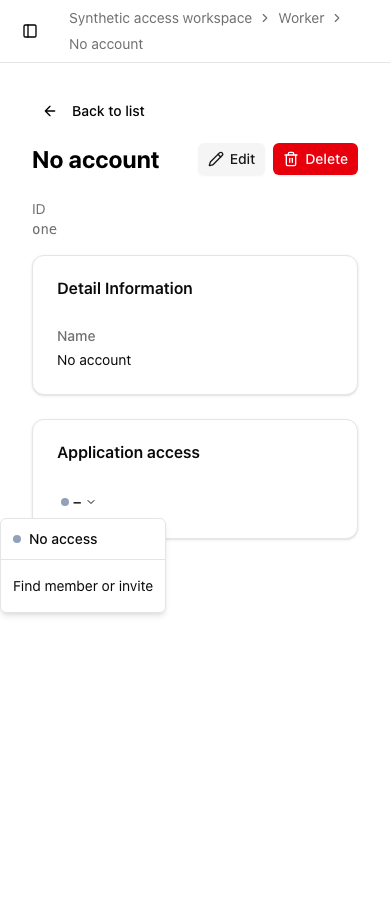 Synthetic access workspace > Worker >
No account
Back to list
No account
Edit
Delete
ID
one
Detail Information
Name
No account
Application access
–
No access
Find member or invite